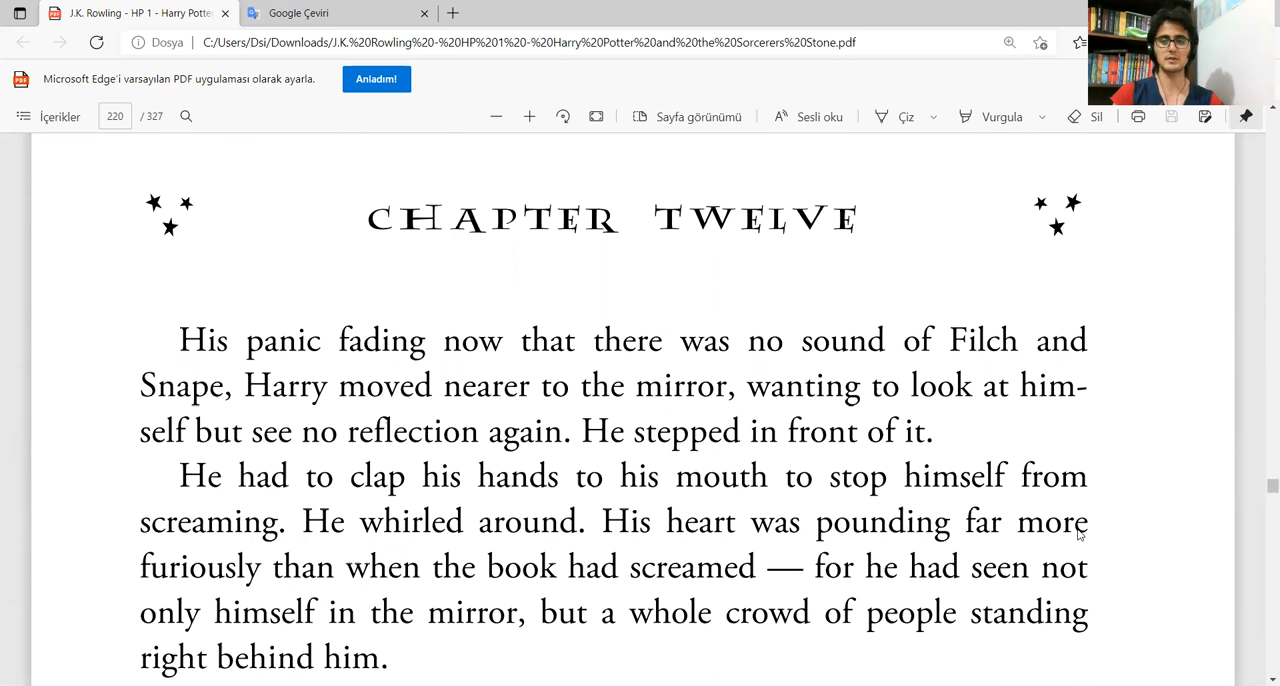 J.K. Rowling - HP 1 - Harry Potte
Google Çeviri
Dosya
C:/Users/Dsi/Downloads/J.K.%20Rowling%20-%20HP%201%20-%20Harry%20Potter%20and%20the%20Sorcerers%20Stone.pdf
Microsoft Edge'i varsayılan PDF uygulaması olarak ayarla.
Anladım!
İçerikler
220
/ 327
Sayfa görünümü
Sesli oku
Çiz
Vurgula
Sil
CHAPTER TWELVE
His panic fading now that there was no sound of Filch and
Snape, Harry moved nearer to the mirror, wanting to look at him-
self but see no reflection again. He stepped in front of it.
He had to clap his hands to his mouth to stop himself from
screaming. He whirled around. His heart was pounding far more
furiously than when the book had screamed — for he had seen not
only himself in the mirror, but a whole crowd of people standing
right behind him.